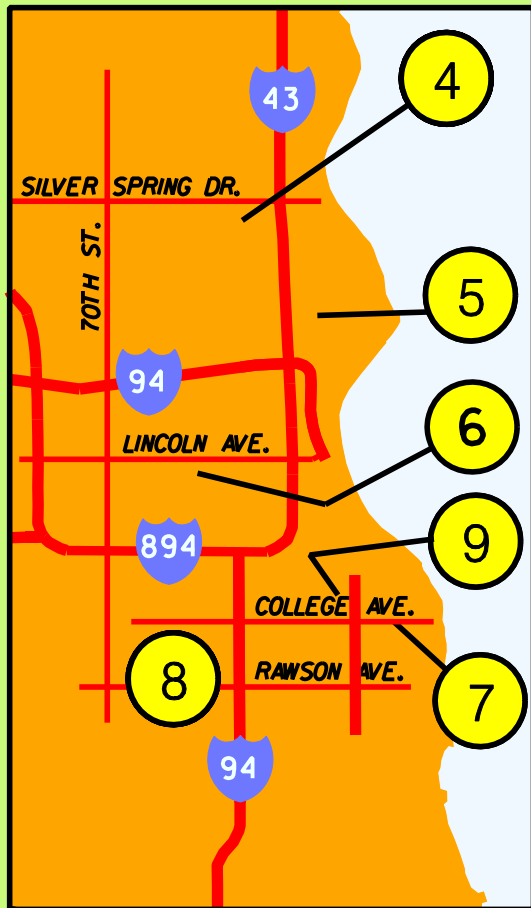 4
43
SILVER SPRING DR.
70TH ST.
5
94
LINCOLN AVE.
6
894
9
COLLEGE AVE.
8
RAWSON AVE.
7
94